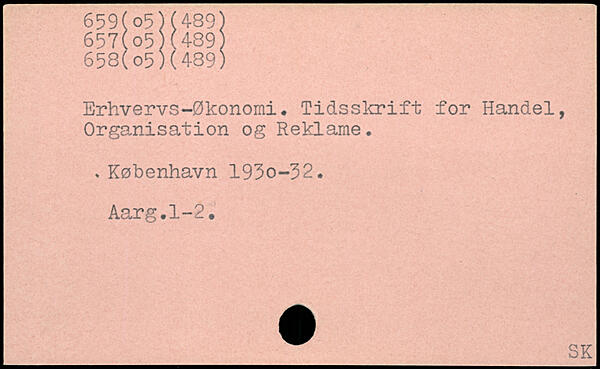 659(o5)(489)
657(o5)(489)
658(o5)(489)
Erhvervs-Økonomi. Tidsskrift for Handel,
Organisation og Reklame.
København 193o-32.
Aarg.1-2.
SK